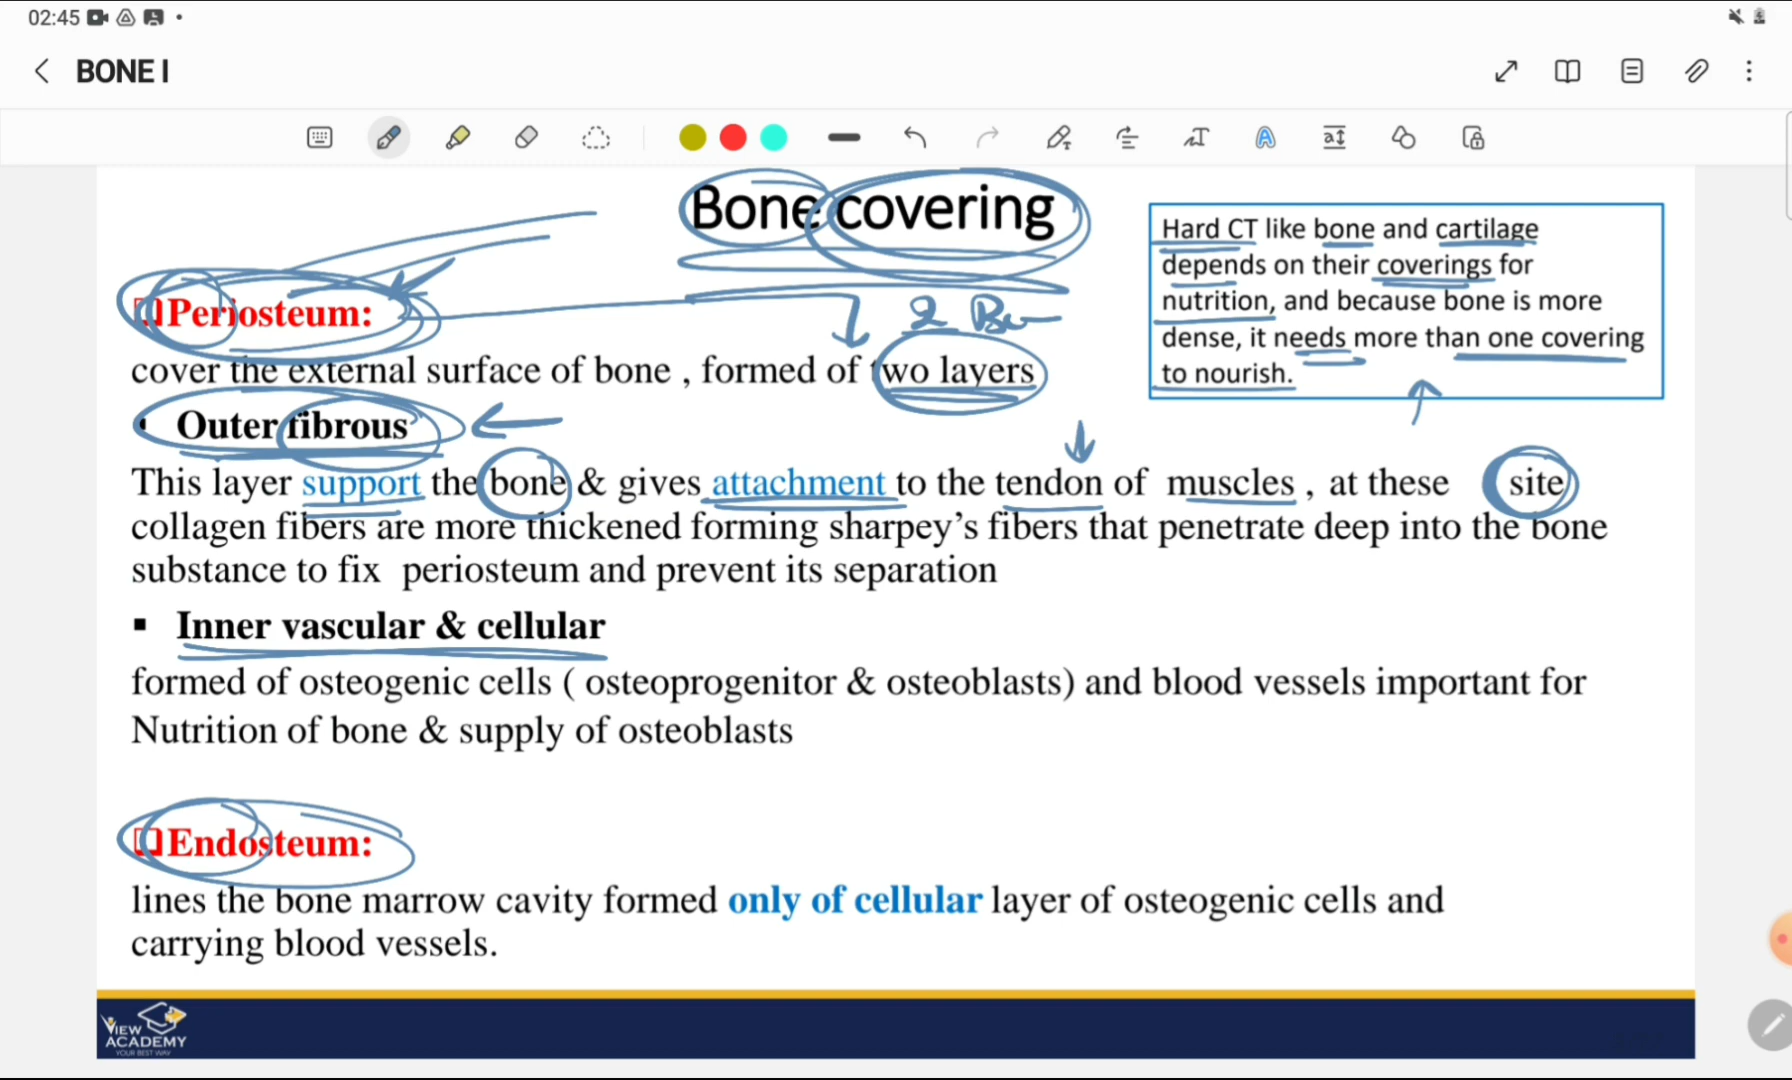 02:45
BONE I
Bone covering
Hard CT like bone and cartilage
depends on their coverings for
nutrition, and because bone is more
dense, it needs more than one covering
to nourish.
Periosteum:
2
cover the external surface of bone , formed of two layers
Outer fibrous
This layer support the bone & gives attachment to the tendon of muscles , at these site
collagen fibers are more thickened forming sharpey’s fibers that penetrate deep into the bone
substance to fix periosteum and prevent its separation
▪ Inner vascular & cellular
formed of osteogenic cells ( osteoprogenitor & osteoblasts) and blood vessels important for
Nutrition of bone & supply of osteoblasts
Endosteum:
lines the bone marrow cavity formed only of cellular layer of osteogenic cells and
carrying blood vessels.
VIEW
ACADEMY
YOUR BEST WAY